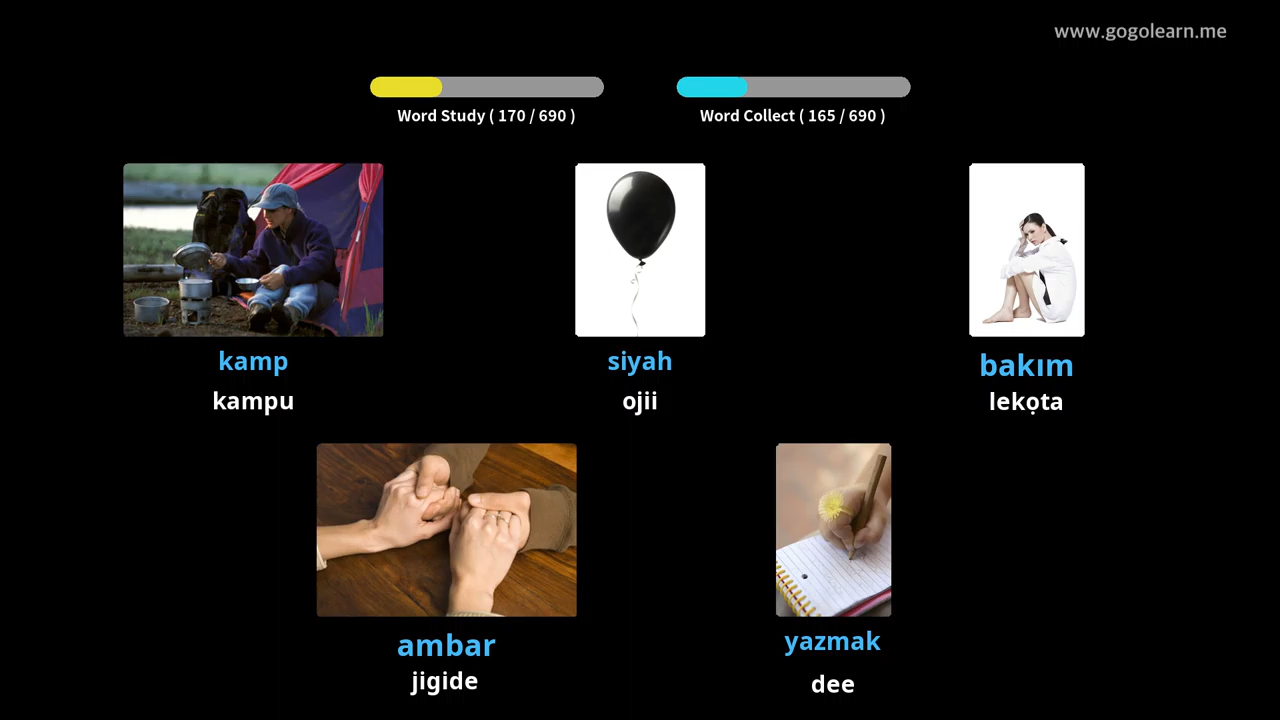 www.gogolearn.me
Word Study ( 170 / 690 )
Word Collect ( 165 / 690 )
kamp
kampu
siyah
ojii
bakım
lekọta
ambar
jigide
yazmak
dee